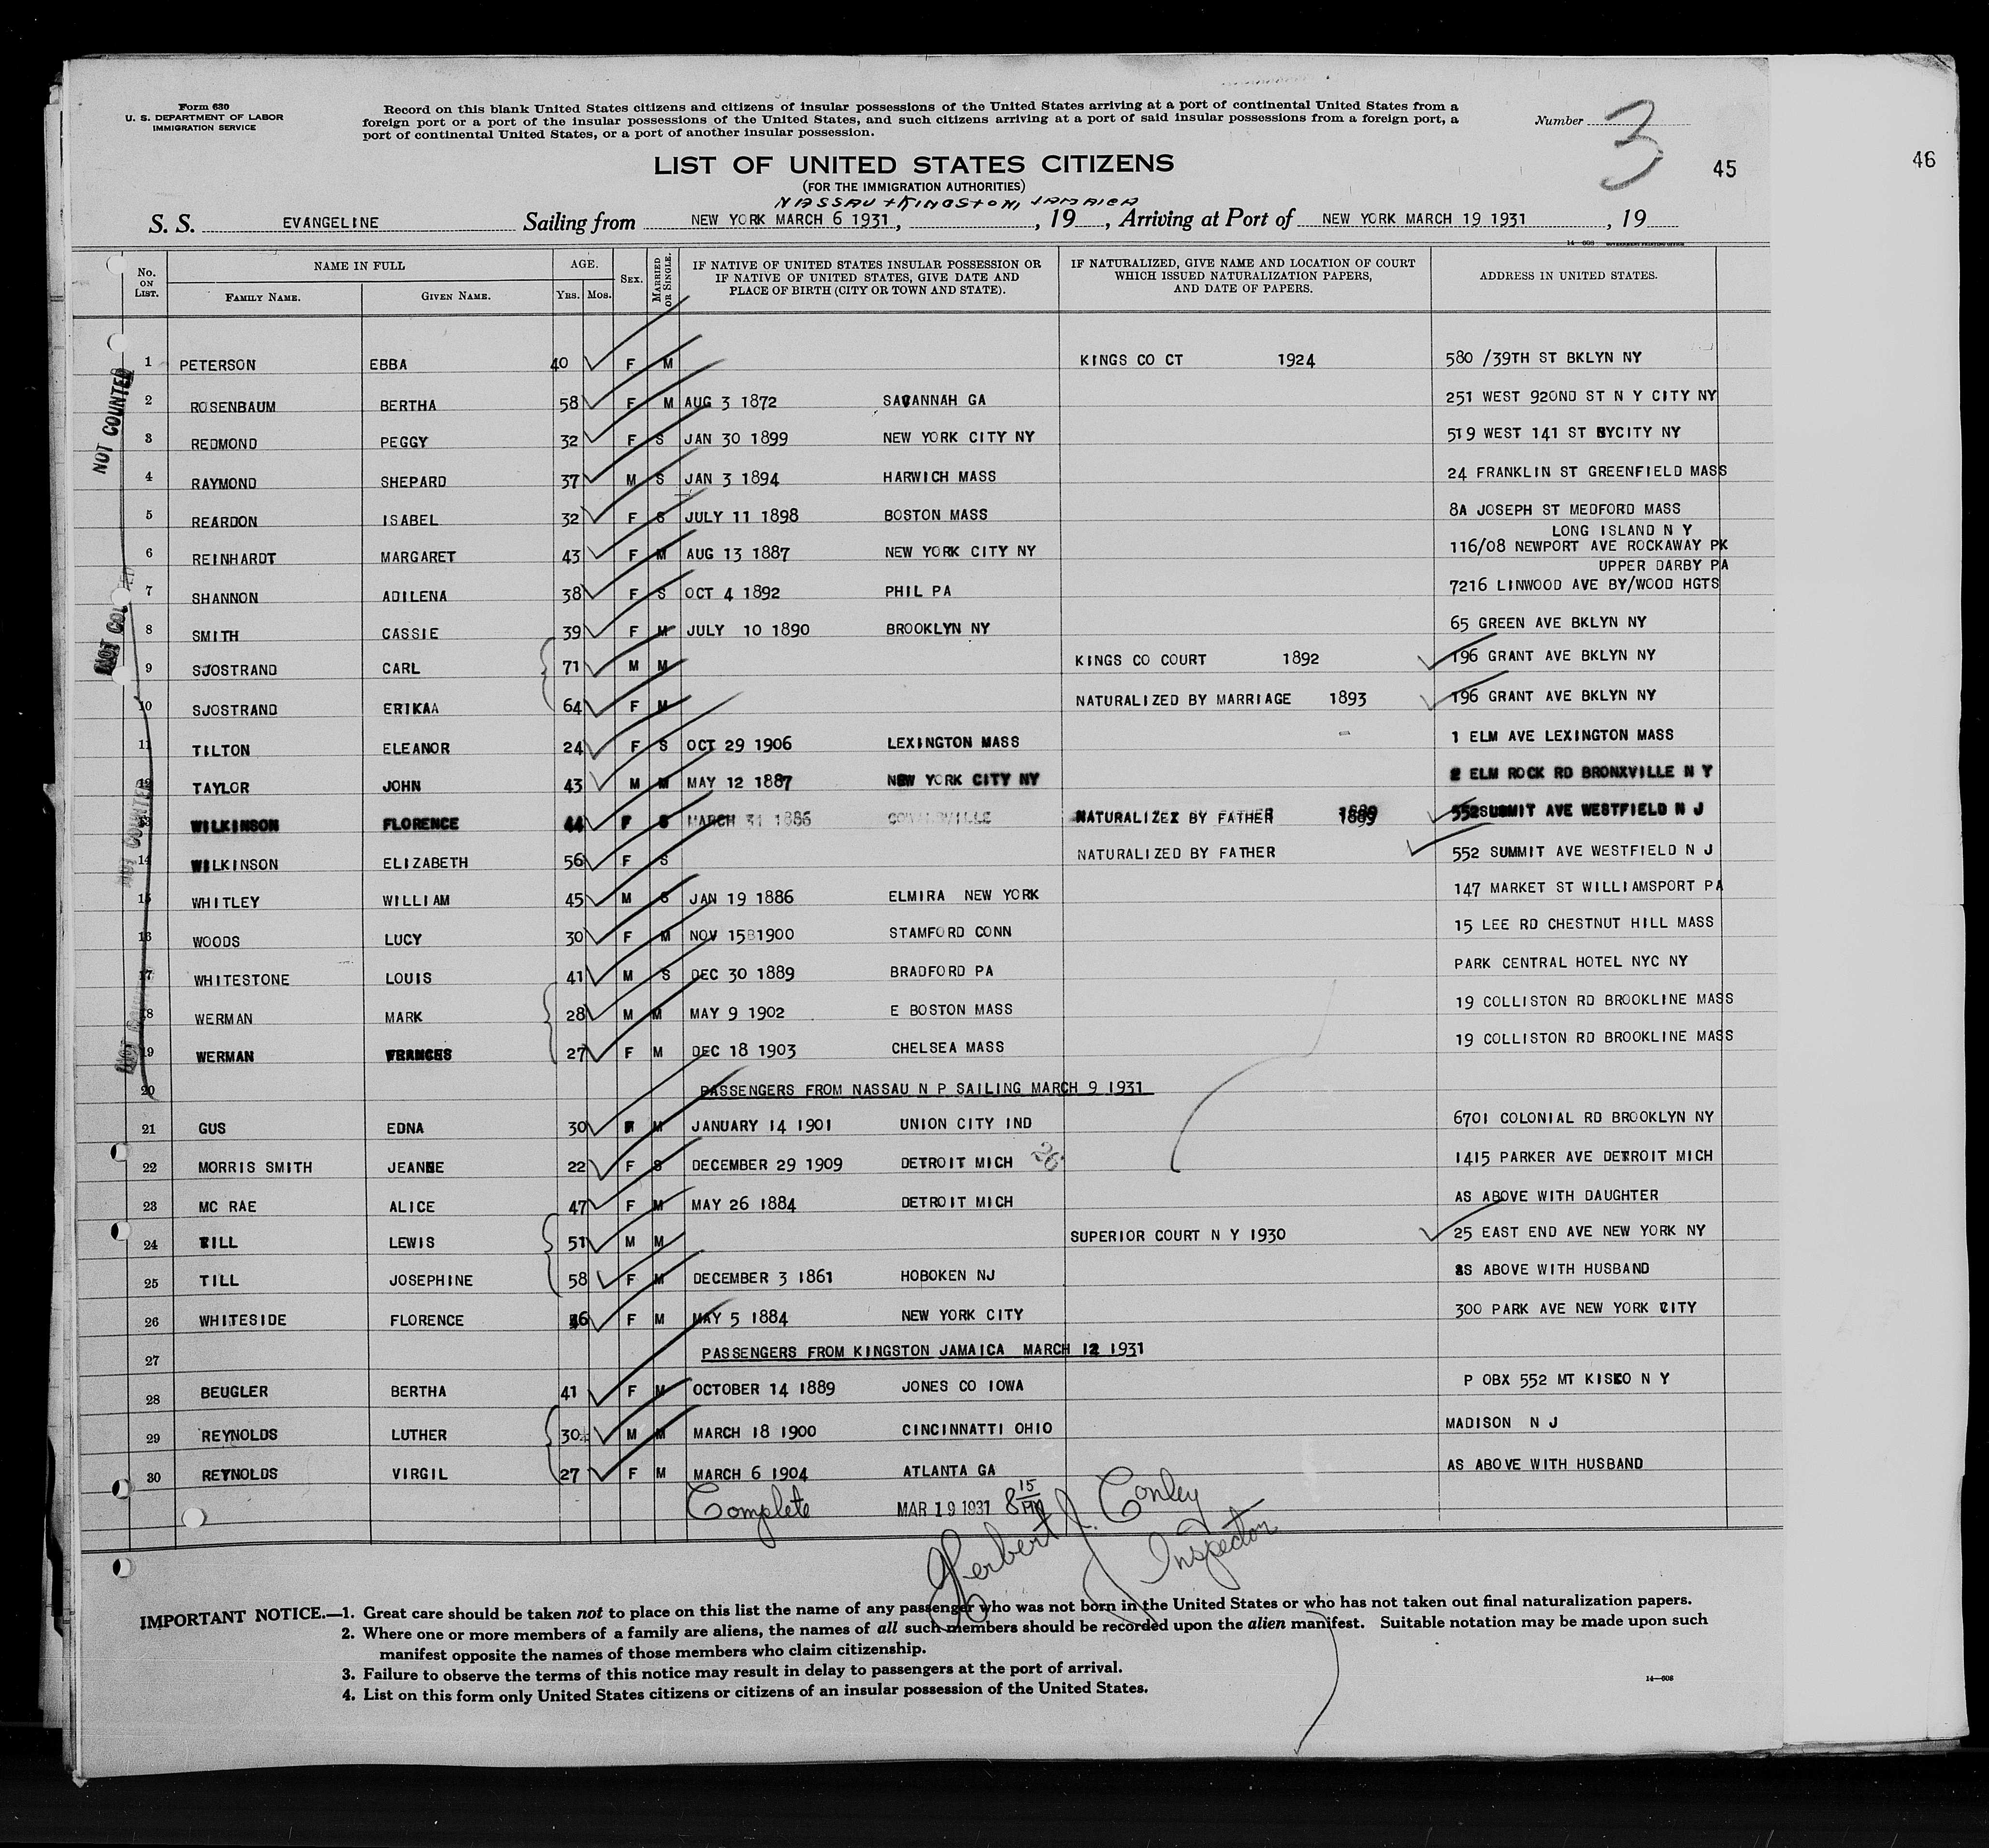 Form 630
U. S. DEPARTMENT OF LABOR
IMMIGRATION SERVICE
Record on this blank United States citizens and citizens of insular possessions of the United States arriving at a port of continental United States from a
foreign port or a port of the insular possessions of the United States, and such citizens arriving at a port of said insular possessions from a foreign port, a
port of continental United States, or a port of another insular possession.
Number 3
45
46
LIST OF UNITED STATES CITIZENS
(FOR THE IMMIGRATION AUTHORITIES)
NASSAU + KINGSTON, JAMAICA
S. S. EVANGELINE Sailing from NEW YORK MARCH 6 1931, , 19 , Arriving at Port of NEW YORK MARCH 19 1931 , 19
14—608 GOVERNMENT PRINTING OFFICE
No. ON LIST. NAME IN FULL AGE. SEX. MARRIED OR SINGLE. IF NATIVE OF UNITED STATES INSULAR POSSESSION OR IF NATIVE OF UNITED STATES, GIVE DATE AND PLACE OF BIRTH (CITY OR TOWN AND STATE). IF NATURALIZED, GIVE NAME AND LOCATION OF COURT WHICH ISSUED NATURALIZATION PAPERS, AND DATE OF PAPERS. ADDRESS IN UNITED STATES.
FAMILY NAME. GIVEN NAME. YRS. MOS.
NOT COUNTED
1 PETERSON EBBA 40 F M KINGS CO CT 1924 580 /39TH ST BKLYN NY
2 ROSENBAUM BERTHA 58 F M AUG 3 1872 SAVANNAH GA 251 WEST 920ND ST N Y CITY NY
3 REDMOND PEGGY 32 F S JAN 30 1899 NEW YORK CITY NY 519 WEST 141 ST NYCITY NY
4 RAYMOND SHEPARD 37 M S JAN 3 1894 HARWICH MASS 24 FRANKLIN ST GREENFIELD MASS
5 REARDON ISABEL 32 F S JULY 11 1898 BOSTON MASS 8A JOSEPH ST MEDFORD MASS
LONG ISLAND N Y
6 REINHARDT MARGARET 43 F M AUG 13 1887 NEW YORK CITY NY 116/08 NEWPORT AVE ROCKAWAY PK
UPPER DARBY PA
7 SHANNON ADILENA 38 F S OCT 4 1892 PHIL PA 7216 LINWOOD AVE BY/WOOD HGTS
8 SMITH CASSIE 39 F M JULY 10 1890 BROOKLYN NY 65 GREEN AVE BKLYN NY
9 SJOSTRAND CARL 71 M M KINGS CO COURT 1892 196 GRANT AVE BKLYN NY
10 SJOSTRAND ERIKAA 64 F M NATURALIZED BY MARRIAGE 1893 196 GRANT AVE BKLYN NY
11 TILTON ELEANOR 24 F S OCT 29 1906 LEXINGTON MASS 1 ELM AVE LEXINGTON MASS
12 TAYLOR JOHN 43 M M MAY 12 1887 NEW YORK CITY NY 2 ELM ROCK RD BRONXVILLE N Y
13 WILKINSON FLORENCE 44 F S MARCH 31 1886 NATURALIZEZ BY FATHER 1889 552SUMMIT AVE WESTFIELD N J
14 WILKINSON ELIZABETH 56 F S NATURALIZED BY FATHER 552 SUMMIT AVE WESTFIELD N J
15 WHITLEY WILLIAM 45 M S JAN 19 1886 ELMIRA NEW YORK 147 MARKET ST WILLIAMSPORT PA
16 WOODS LUCY 30 F M NOV 15 1900 STAMFORD CONN 15 LEE RD CHESTNUT HILL MASS
17 WHITESTONE LOUIS 41 M S DEC 30 1889 BRADFORD PA PARK CENTRAL HOTEL NYC NY
18 WERMAN MARK 28 M M MAY 9 1902 E BOSTON MASS 19 COLLISTON RD BROOKLINE MASS
19 WERMAN FRANCES 27 F M DEC 18 1903 CHELSEA MASS 19 COLLISTON RD BROOKLINE MASS
20 PASSENGERS FROM NASSAU N P SAILING MARCH 9 1931
21 GUS EDNA 30 F M JANUARY 14 1901 UNION CITY IND 6701 COLONIAL RD BROOKLYN NY
22 MORRIS SMITH JEANNE 22 F S DECEMBER 29 1909 DETROIT MICH 26 1415 PARKER AVE DETROIT MICH
23 MC RAE ALICE 47 F M MAY 26 1884 DETROIT MICH AS ABOVE WITH DAUGHTER
24 TILL LEWIS 51 M M SUPERIOR COURT N Y 1930 25 EAST END AVE NEW YORK NY
25 TILL JOSEPHINE 58 F M DECEMBER 3 1861 HOBOKEN NJ AS ABOVE WITH HUSBAND
26 WHITESIDE FLORENCE 46 F M MAY 5 1884 NEW YORK CITY 300 PARK AVE NEW YORK CITY
27 PASSENGERS FROM KINGSTON JAMAICA MARCH 12 1931
28 BEUGLER BERTHA 41 F M OCTOBER 14 1889 JONES CO IOWA P OBX 552 MT KISCO N Y
29 REYNOLDS LUTHER 30 M M MARCH 18 1900 CINCINNATTI OHIO MADISON N J
30 REYNOLDS VIRGIL 27 F M MARCH 6 1904 ATLANTA GA AS ABOVE WITH HUSBAND
Complete MAR 19 1931 8 15 PM
Herbert J. Conley
Inspector
IMPORTANT NOTICE.—1. Great care should be taken not to place on this list the name of any passenger who was not born in the United States or who has not taken out final naturalization papers.
2. Where one or more members of a family are aliens, the names of all such members should be recorded upon the alien manifest. Suitable notation may be made upon such
manifest opposite the names of those members who claim citizenship.
3. Failure to observe the terms of this notice may result in delay to passengers at the port of arrival.
4. List on this form only United States citizens or citizens of an insular possession of the United States.
14—608